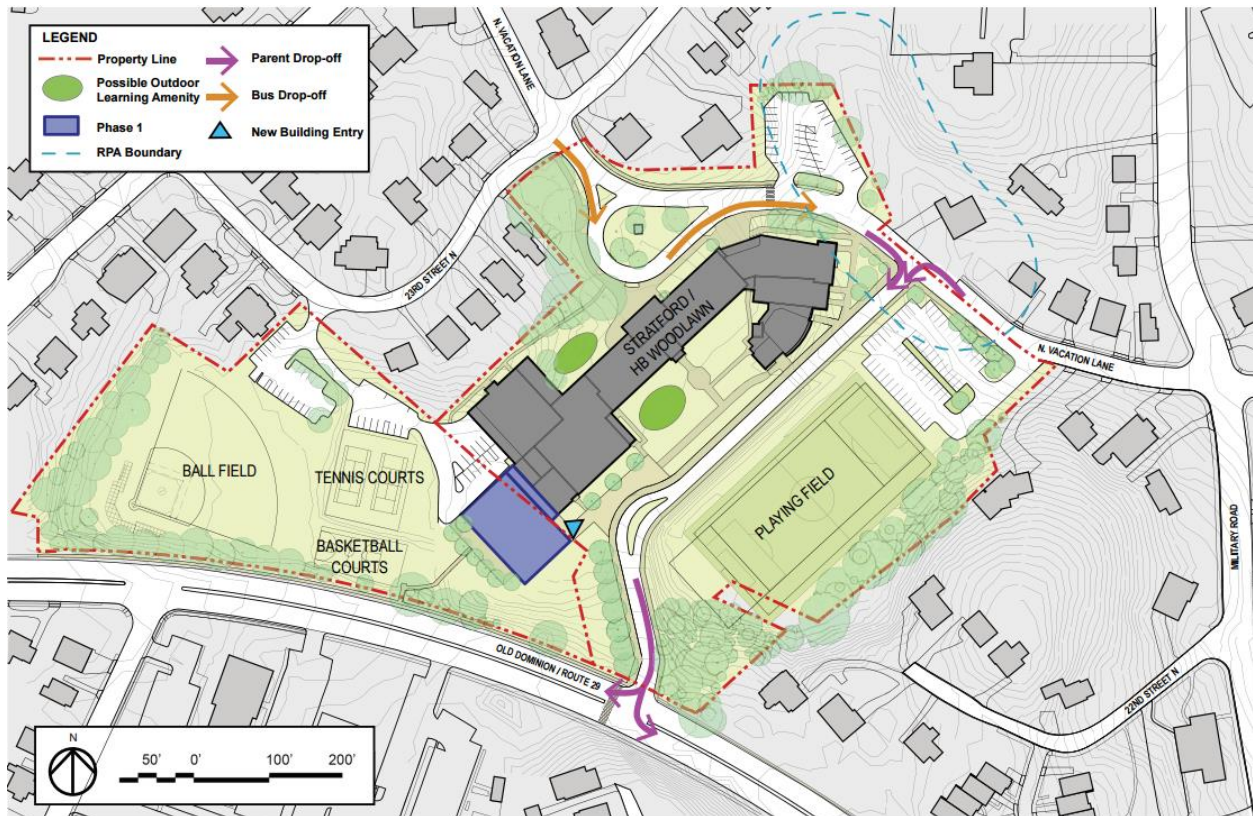 LEGEND
Property Line
Possible Outdoor
Learning Amenity
Phase 1
RPA Boundary
Parent Drop-off
Bus Drop-off
New Building Entry
N. VACATION LANE
23RD STREET N
STRATFORD /
HB WOODLAWN
N. VACATION LANE
BALL FIELD
TENNIS COURTS
BASKETBALL
COURTS
PLAYING FIELD
MILITARY ROAD
OLD DOMINION / ROUTE 29
22ND STREET N
N
50' 0' 100' 200'